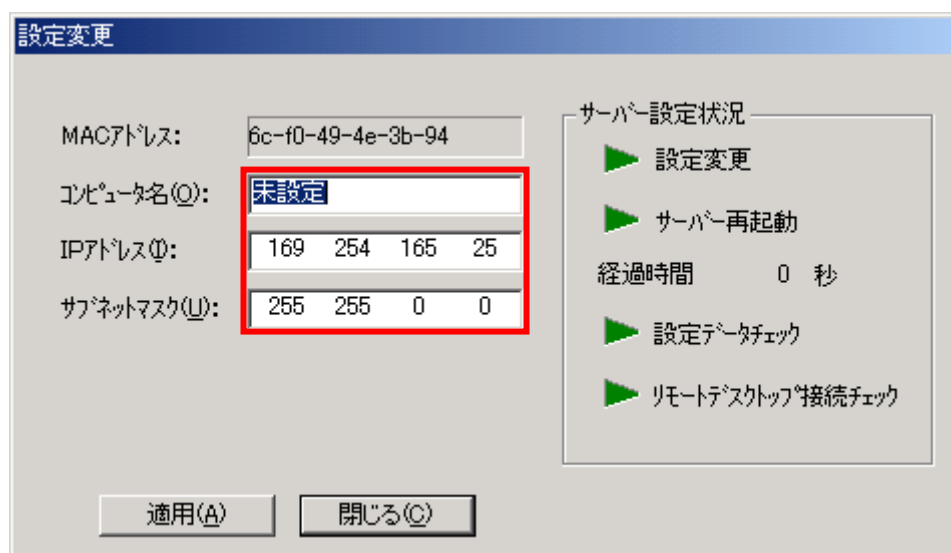 設定変更
MACｱﾄﾞﾚｽ: 6c-f0-49-4e-3b-94
ｺﾝﾋﾟｭｰﾀ名(O): 未設定
IPｱﾄﾞﾚｽ(I): 169 254 165 25
ｻﾌﾞﾈｯﾄﾏｽｸ(U): 255 255 0 0
ｻｰﾊﾞｰ設定状況
設定変更
ｻｰﾊﾞｰ再起動
経過時間 0 秒
設定ﾃﾞｰﾀﾁｪｯｸ
ﾘﾓｰﾄﾃﾞｽｸﾄｯﾌﾟ接続ﾁｪｯｸ
適用(A) 閉じる(C)